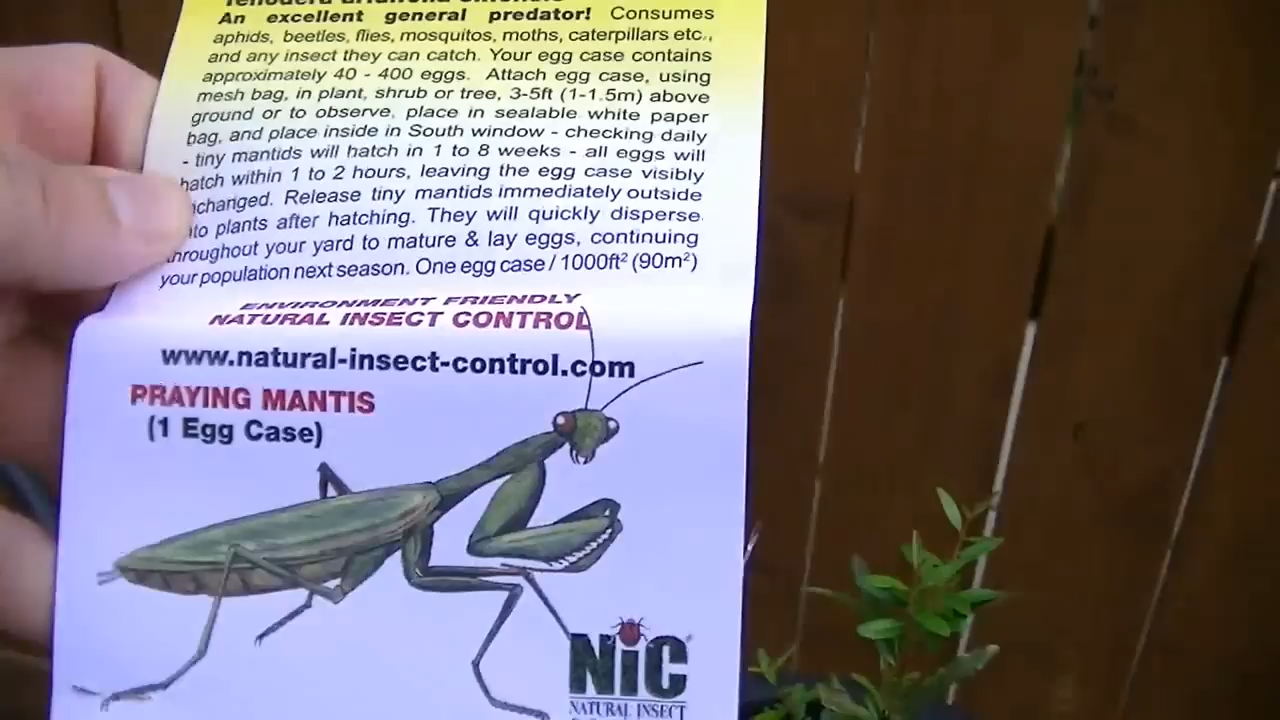 An excellent general predator! Consumes
aphids, beetles, flies, mosquitos, moths, caterpillars etc.,
and any insect they can catch. Your egg case contains
approximately 40 - 400 eggs. Attach egg case, using
mesh bag, in plant, shrub or tree, 3-5ft (1-1.5m) above
ground or to observe, place in sealable white paper
bag, and place inside in South window - checking daily
- tiny mantids will hatch in 1 to 8 weeks - all eggs will
hatch within 1 to 2 hours, leaving the egg case visibly
nchanged. Release tiny mantids immediately outside
nto plants after hatching. They will quickly disperse
throughout your yard to mature & lay eggs, continuing
your population next season. One egg case / 1000ft² (90m²)
ENVIRONMENT FRIENDLY
NATURAL INSECT CONTROL
www.natural-insect-control.com
PRAYING MANTIS
(1 Egg Case)
NiC
NATURAL INSECT